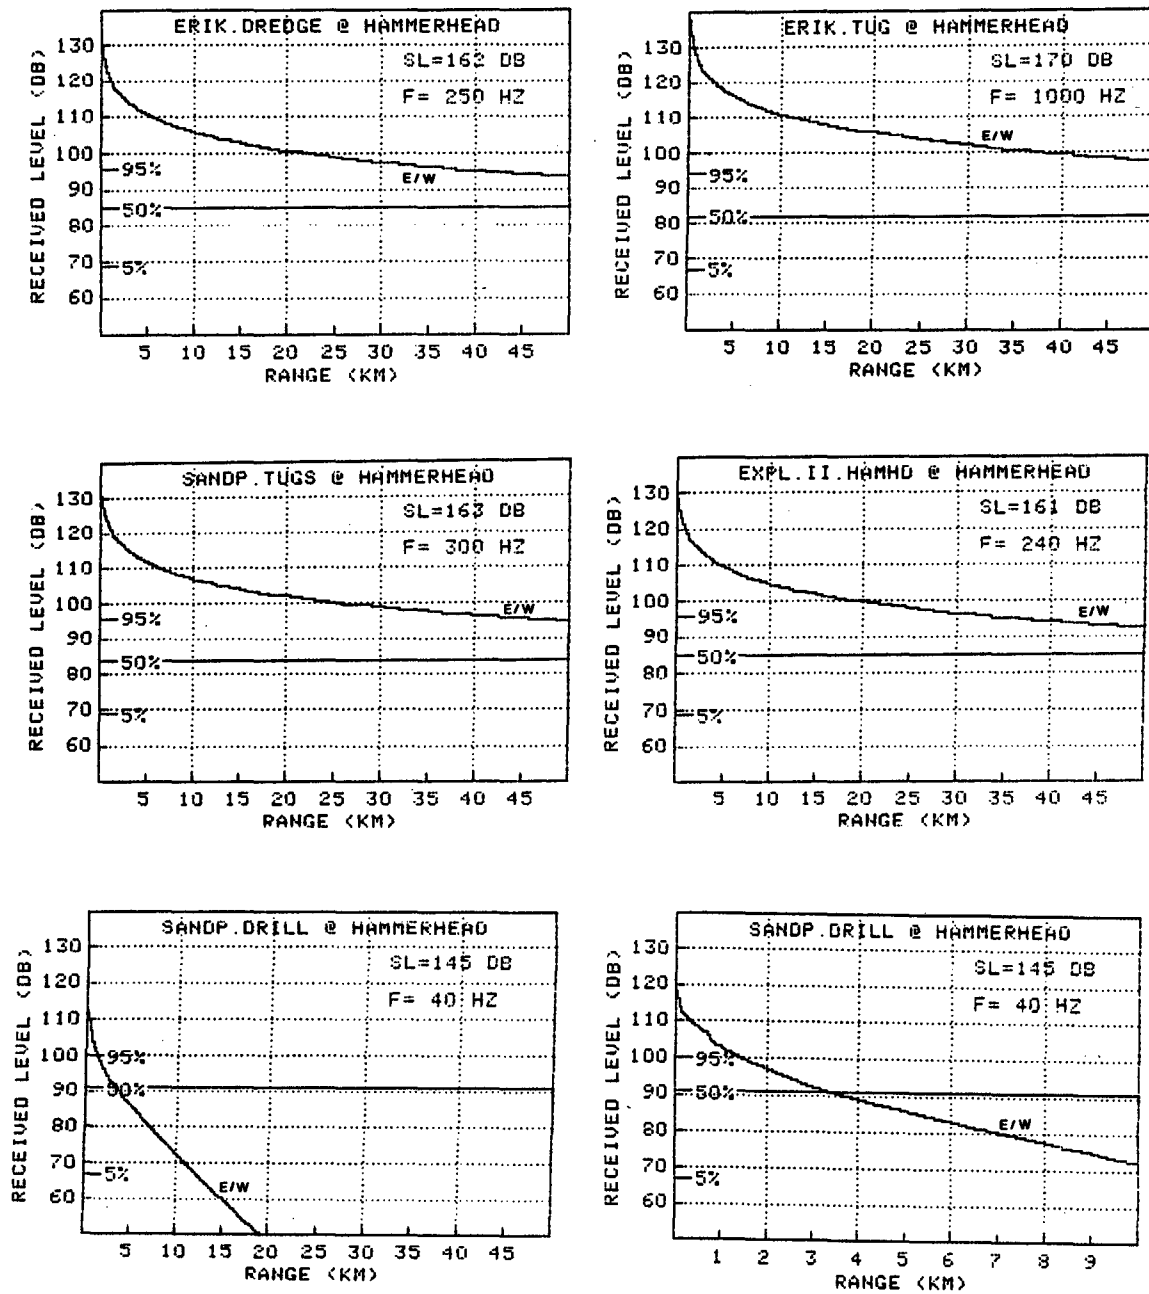 ERIK.DREDGE @ HAMMERHEAD
SL=162 DB
F= 250 HZ
RECEIVED LEVEL (DB)
130
120
110
100
95%
90
50%
80
70
5%
60
E/W
5 10 15 20 25 30 35 40 45
RANGE (KM)
ERIK.TUG @ HAMMERHEAD
SL=170 DB
F= 1000 HZ
RECEIVED LEVEL (DB)
130
120
110
100
95%
90
50%
80
70
5%
60
E/W
5 10 15 20 25 30 35 40 45
RANGE (KM)
SANDP.TUGS @ HAMMERHEAD
SL=163 DB
F= 300 HZ
RECEIVED LEVEL (DB)
130
120
110
100
95%
90
50%
80
70
5%
60
E/W
5 10 15 20 25 30 35 40 45
RANGE (KM)
EXPL.II.HAMHD @ HAMMERHEAD
SL=161 DB
F= 240 HZ
RECEIVED LEVEL (DB)
130
120
110
100
95%
90
50%
80
70
5%
60
E/W
5 10 15 20 25 30 35 40 45
RANGE (KM)
SANDP.DRILL @ HAMMERHEAD
SL=145 DB
F= 40 HZ
RECEIVED LEVEL (DB)
130
120
110
100
95%
90
50%
80
70
5%
60
E/W
5 10 15 20 25 30 35 40 45
RANGE (KM)
SANDP.DRILL @ HAMMERHEAD
SL=145 DB
F= 40 HZ
RECEIVED LEVEL (DB)
130
120
110
100
95%
90
50%
80
70
5%
60
E/W
1 2 3 4 5 6 7 8 9
RANGE (KM)